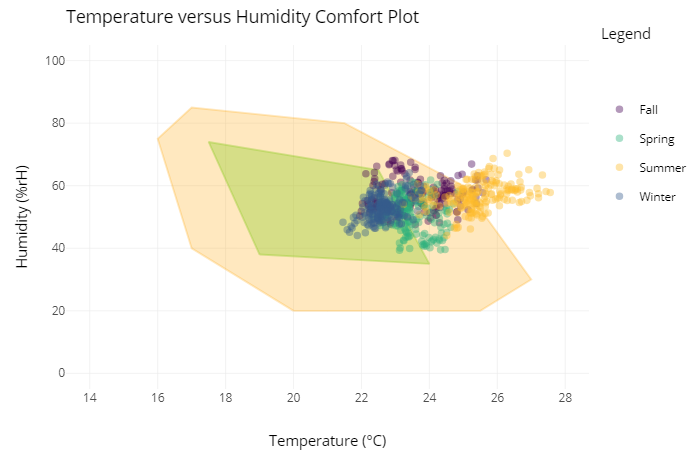 Temperature versus Humidity Comfort Plot
Legend
Fall
Spring
Summer
Winter
Humidity (%rH)
100
80
60
40
20
0
14 16 18 20 22 24 26 28
Temperature (°C)